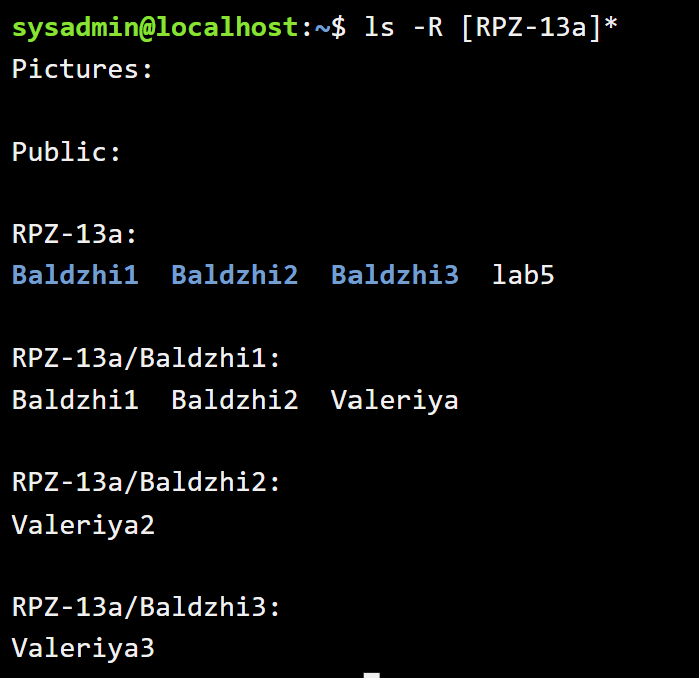 sysadmin@localhost:~$ ls -R [RPZ-13a]*
Pictures:
Public:
RPZ-13a:
Baldzhi1  Baldzhi2  Baldzhi3  lab5
RPZ-13a/Baldzhi1:
Baldzhi1  Baldzhi2  Valeriya
RPZ-13a/Baldzhi2:
Valeriya2
RPZ-13a/Baldzhi3:
Valeriya3